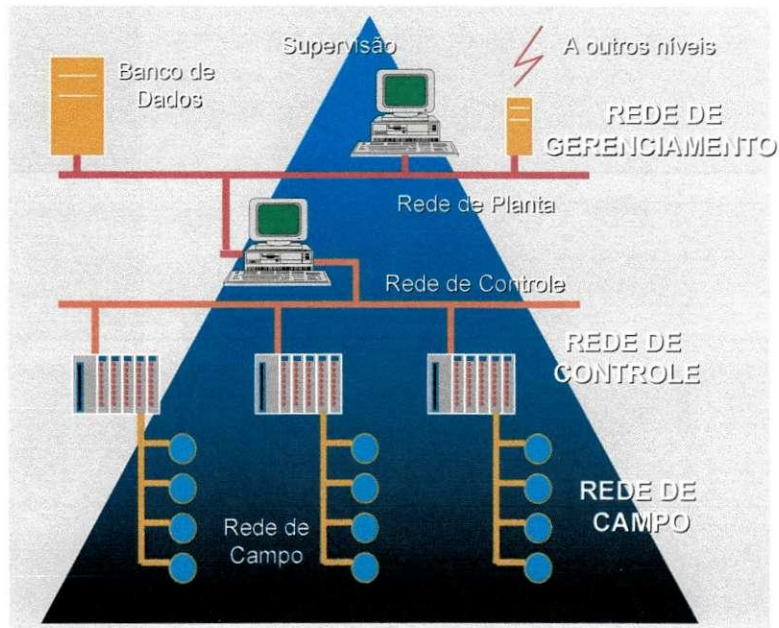 Supervisão
A outros níveis
Banco de
Dados
REDE DE
GERENCIAMENTO
Rede de Planta
Rede de Controle
REDE DE
CONTROLE
REDE DE
CAMPO
Rede de
Campo